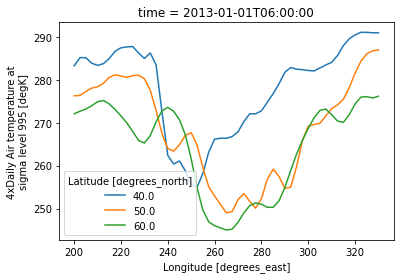 time = 2013-01-01T06:00:00
4xDaily Air temperature at
sigma level 995 [degK]
290
280
270
260
250
Latitude [degrees_north]
40.0
50.0
60.0
200 220 240 260 280 300 320
Longitude [degrees_east]